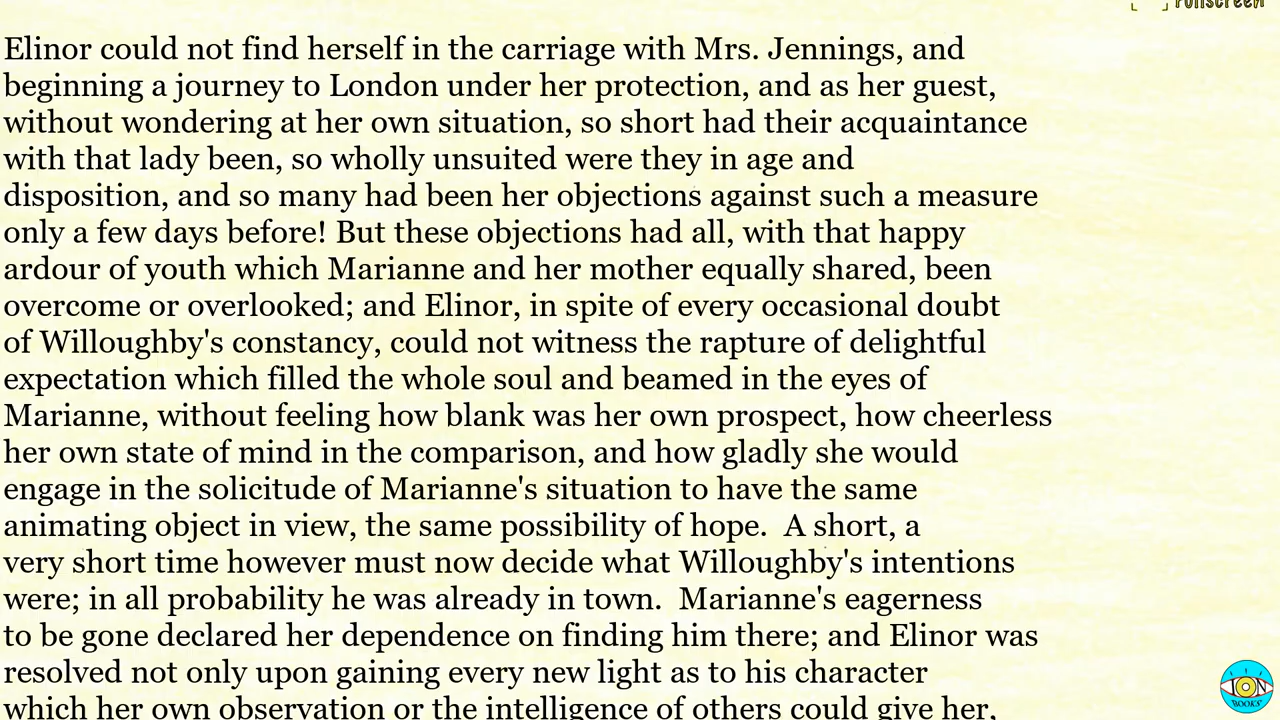 Fullscreen
Elinor could not find herself in the carriage with Mrs. Jennings, and
beginning a journey to London under her protection, and as her guest,
without wondering at her own situation, so short had their acquaintance
with that lady been, so wholly unsuited were they in age and
disposition, and so many had been her objections against such a measure
only a few days before! But these objections had all, with that happy
ardour of youth which Marianne and her mother equally shared, been
overcome or overlooked; and Elinor, in spite of every occasional doubt
of Willoughby's constancy, could not witness the rapture of delightful
expectation which filled the whole soul and beamed in the eyes of
Marianne, without feeling how blank was her own prospect, how cheerless
her own state of mind in the comparison, and how gladly she would
engage in the solicitude of Marianne's situation to have the same
animating object in view, the same possibility of hope.  A short, a
very short time however must now decide what Willoughby's intentions
were; in all probability he was already in town.  Marianne's eagerness
to be gone declared her dependence on finding him there; and Elinor was
resolved not only upon gaining every new light as to his character
which her own observation or the intelligence of others could give her,
ION
BOOKS